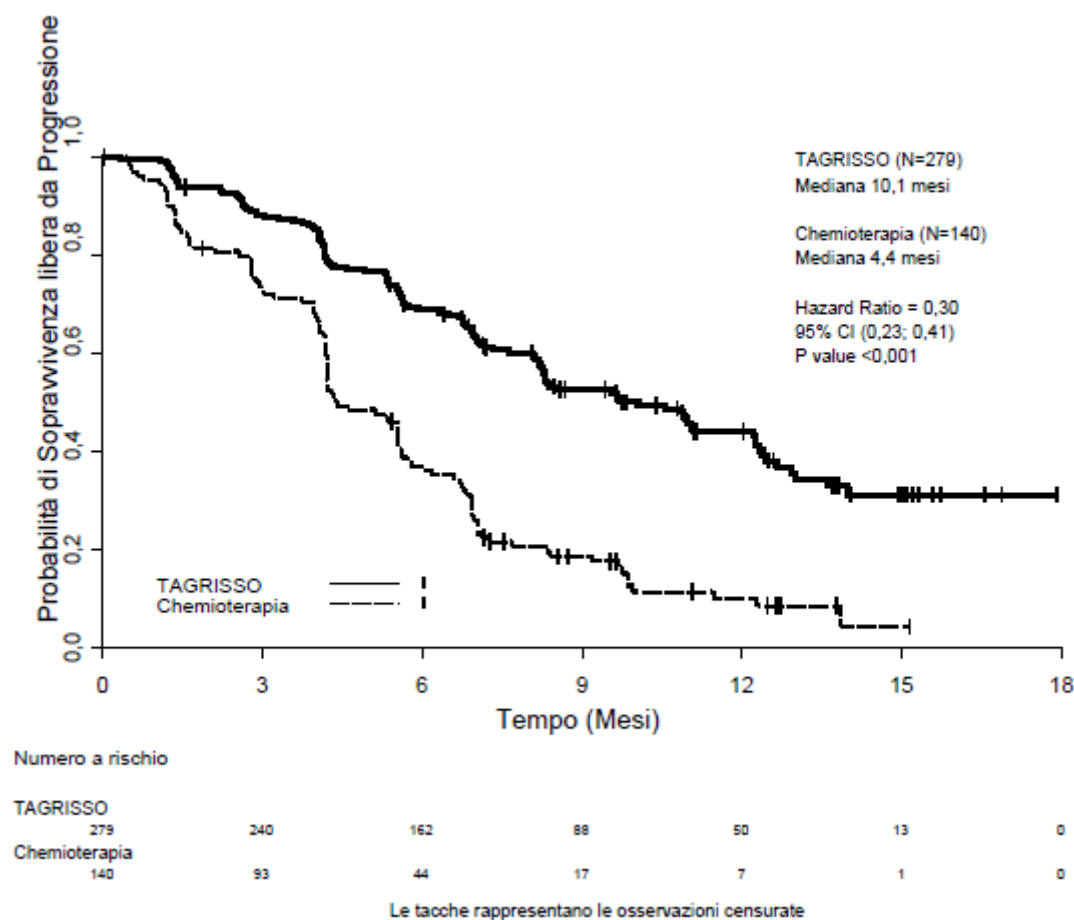 Probabilità di Sopravvivenza libera da Progressione
1,0
0,8
0,6
0,4
0,2
0,0
TAGRISSO (N=279)
Mediana 10,1 mesi
Chemioterapia (N=140)
Mediana 4,4 mesi
Hazard Ratio = 0,30
95% CI (0,23; 0,41)
P value <0,001
TAGRISSO
Chemioterapia
0 3 6 9 12 15 18
Tempo (Mesi)
Numero a rischio
TAGRISSO
279 240 162 88 50 13 0
Chemioterapia
140 93 44 17 7 1 0
Le tacche rappresentano le osservazioni censurate